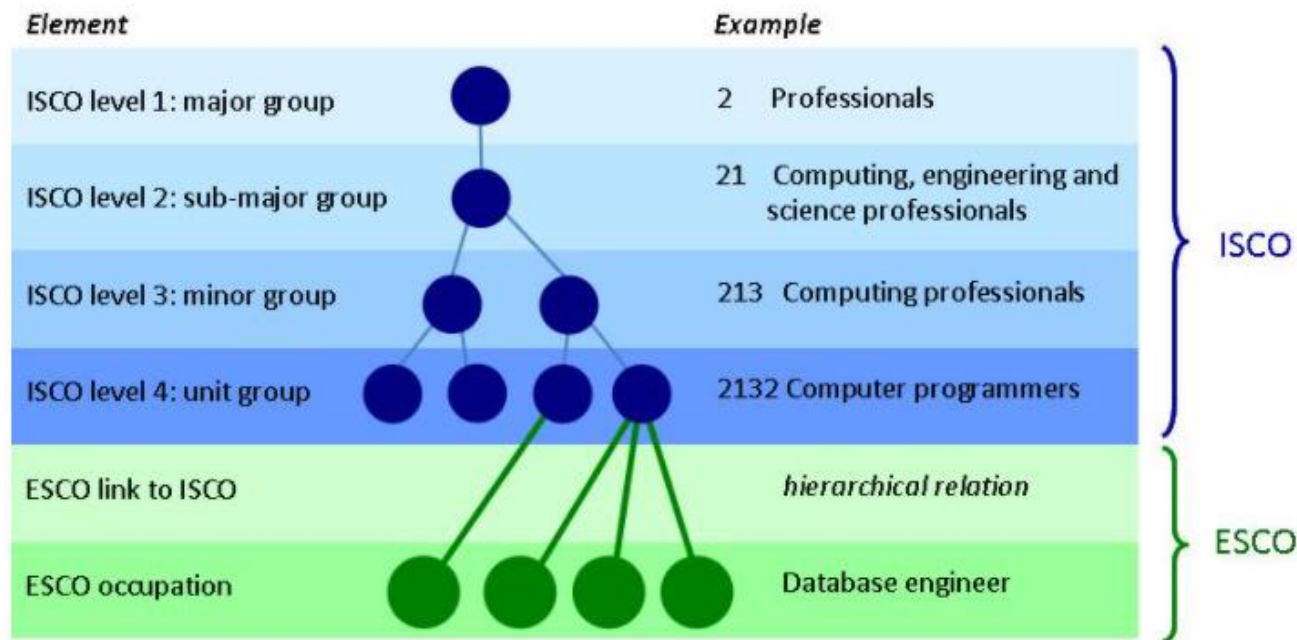 Element Example
ISCO level 1: major group 2 Professionals
ISCO level 2: sub-major group 21 Computing, engineering and
science professionals
ISCO level 3: minor group 213 Computing professionals
ISCO level 4: unit group 2132 Computer programmers
ISCO
ESCO link to ISCO hierarchical relation
ESCO occupation Database engineer
ESCO